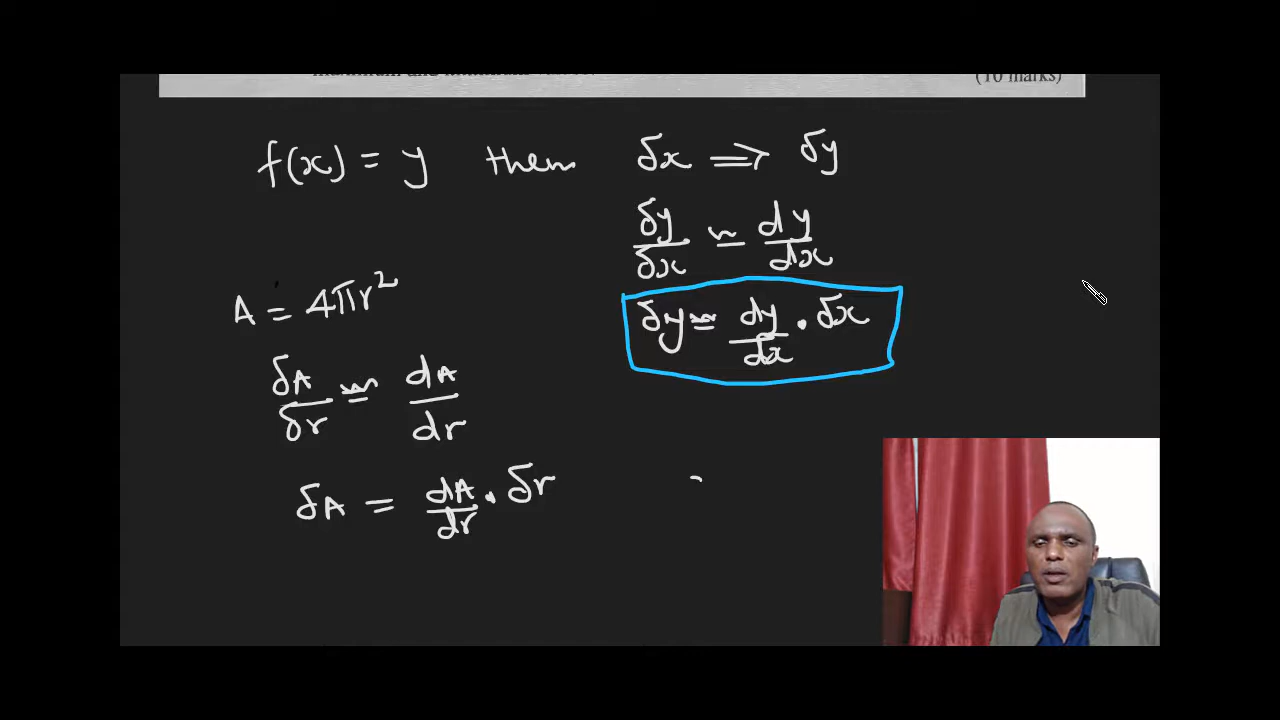 (10 marks)
f(x) = y them δx ⟹ δy
δy/δx ≃ dy/dx
A = 4πr²
δy ≃ dy/dx · δx
δA/δr ≃ dA/dr
δA = dA/dr · δr